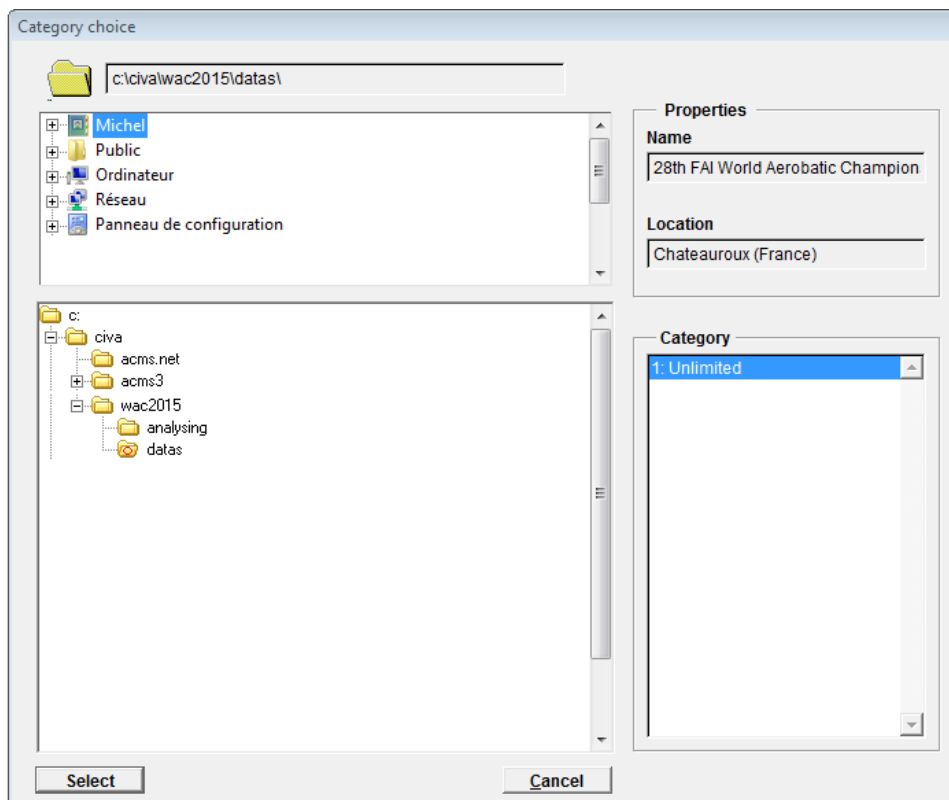 Category choice
c:\civa\wac2015\datas\
Michel
Public
Ordinateur
Réseau
Panneau de configuration
Properties
Name
28th FAI World Aerobatic Champion
Location
Chateauroux (France)
c:
civa
acms.net
acms3
wac2015
analysing
datas
Category
1: Unlimited
Select
Cancel